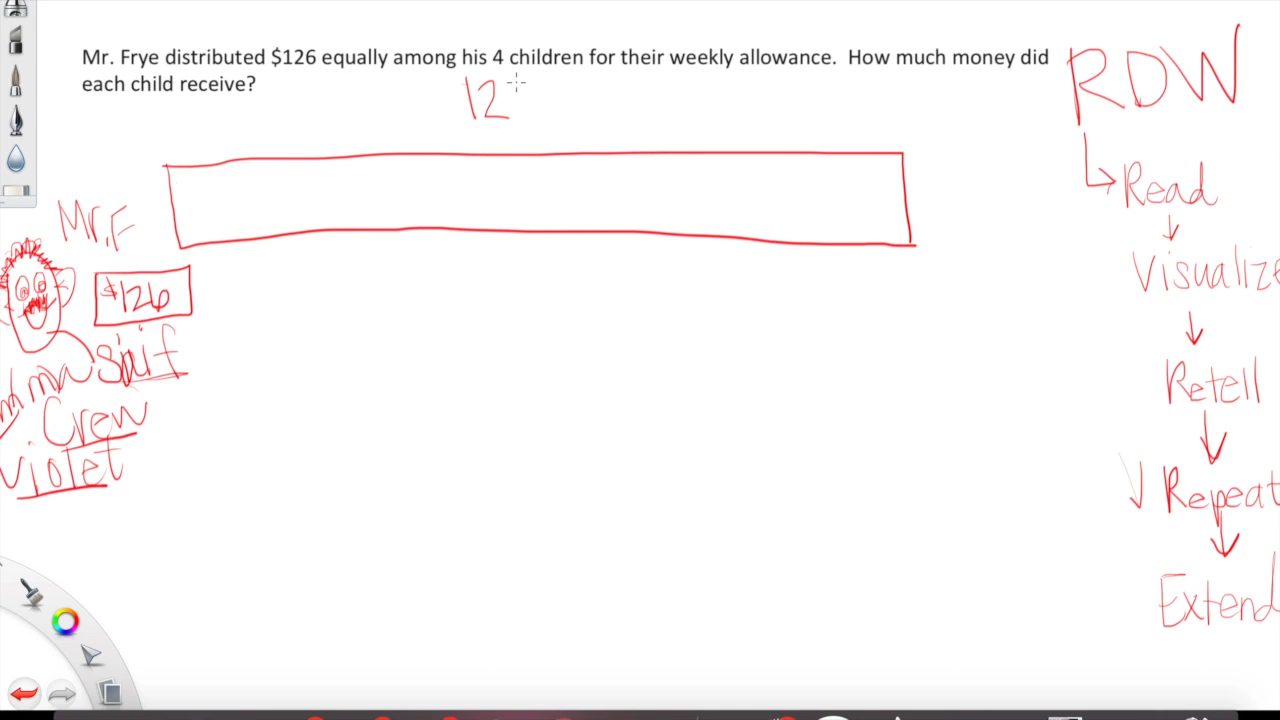 Mr. Frye distributed $126 equally among his 4 children for their weekly allowance. How much money did
each child receive?
12
RDW
Read
Visualize
Retell
Repeat
Extend
Mr. F
$126
Saif
Crew
Violet